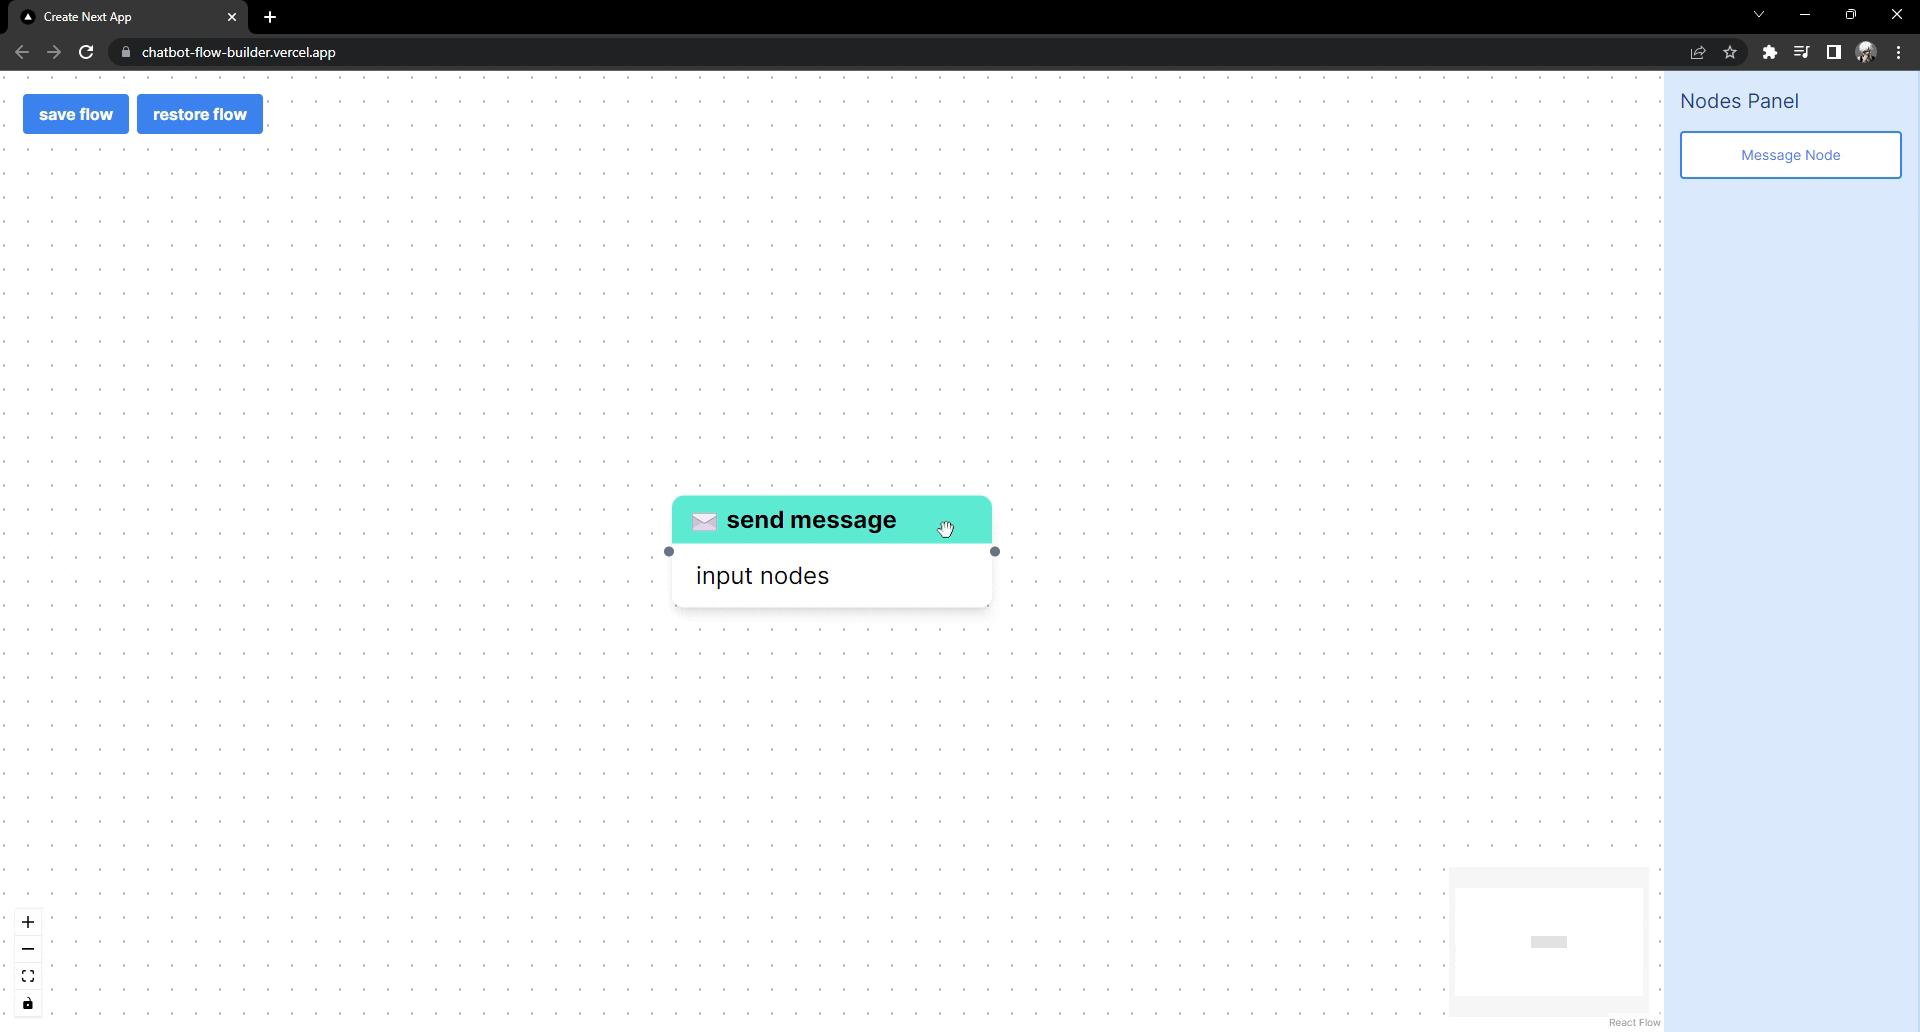 Create Next App
chatbot-flow-builder.vercel.app
save flow
restore flow
Nodes Panel
Message Node
send message
input nodes
React Flow